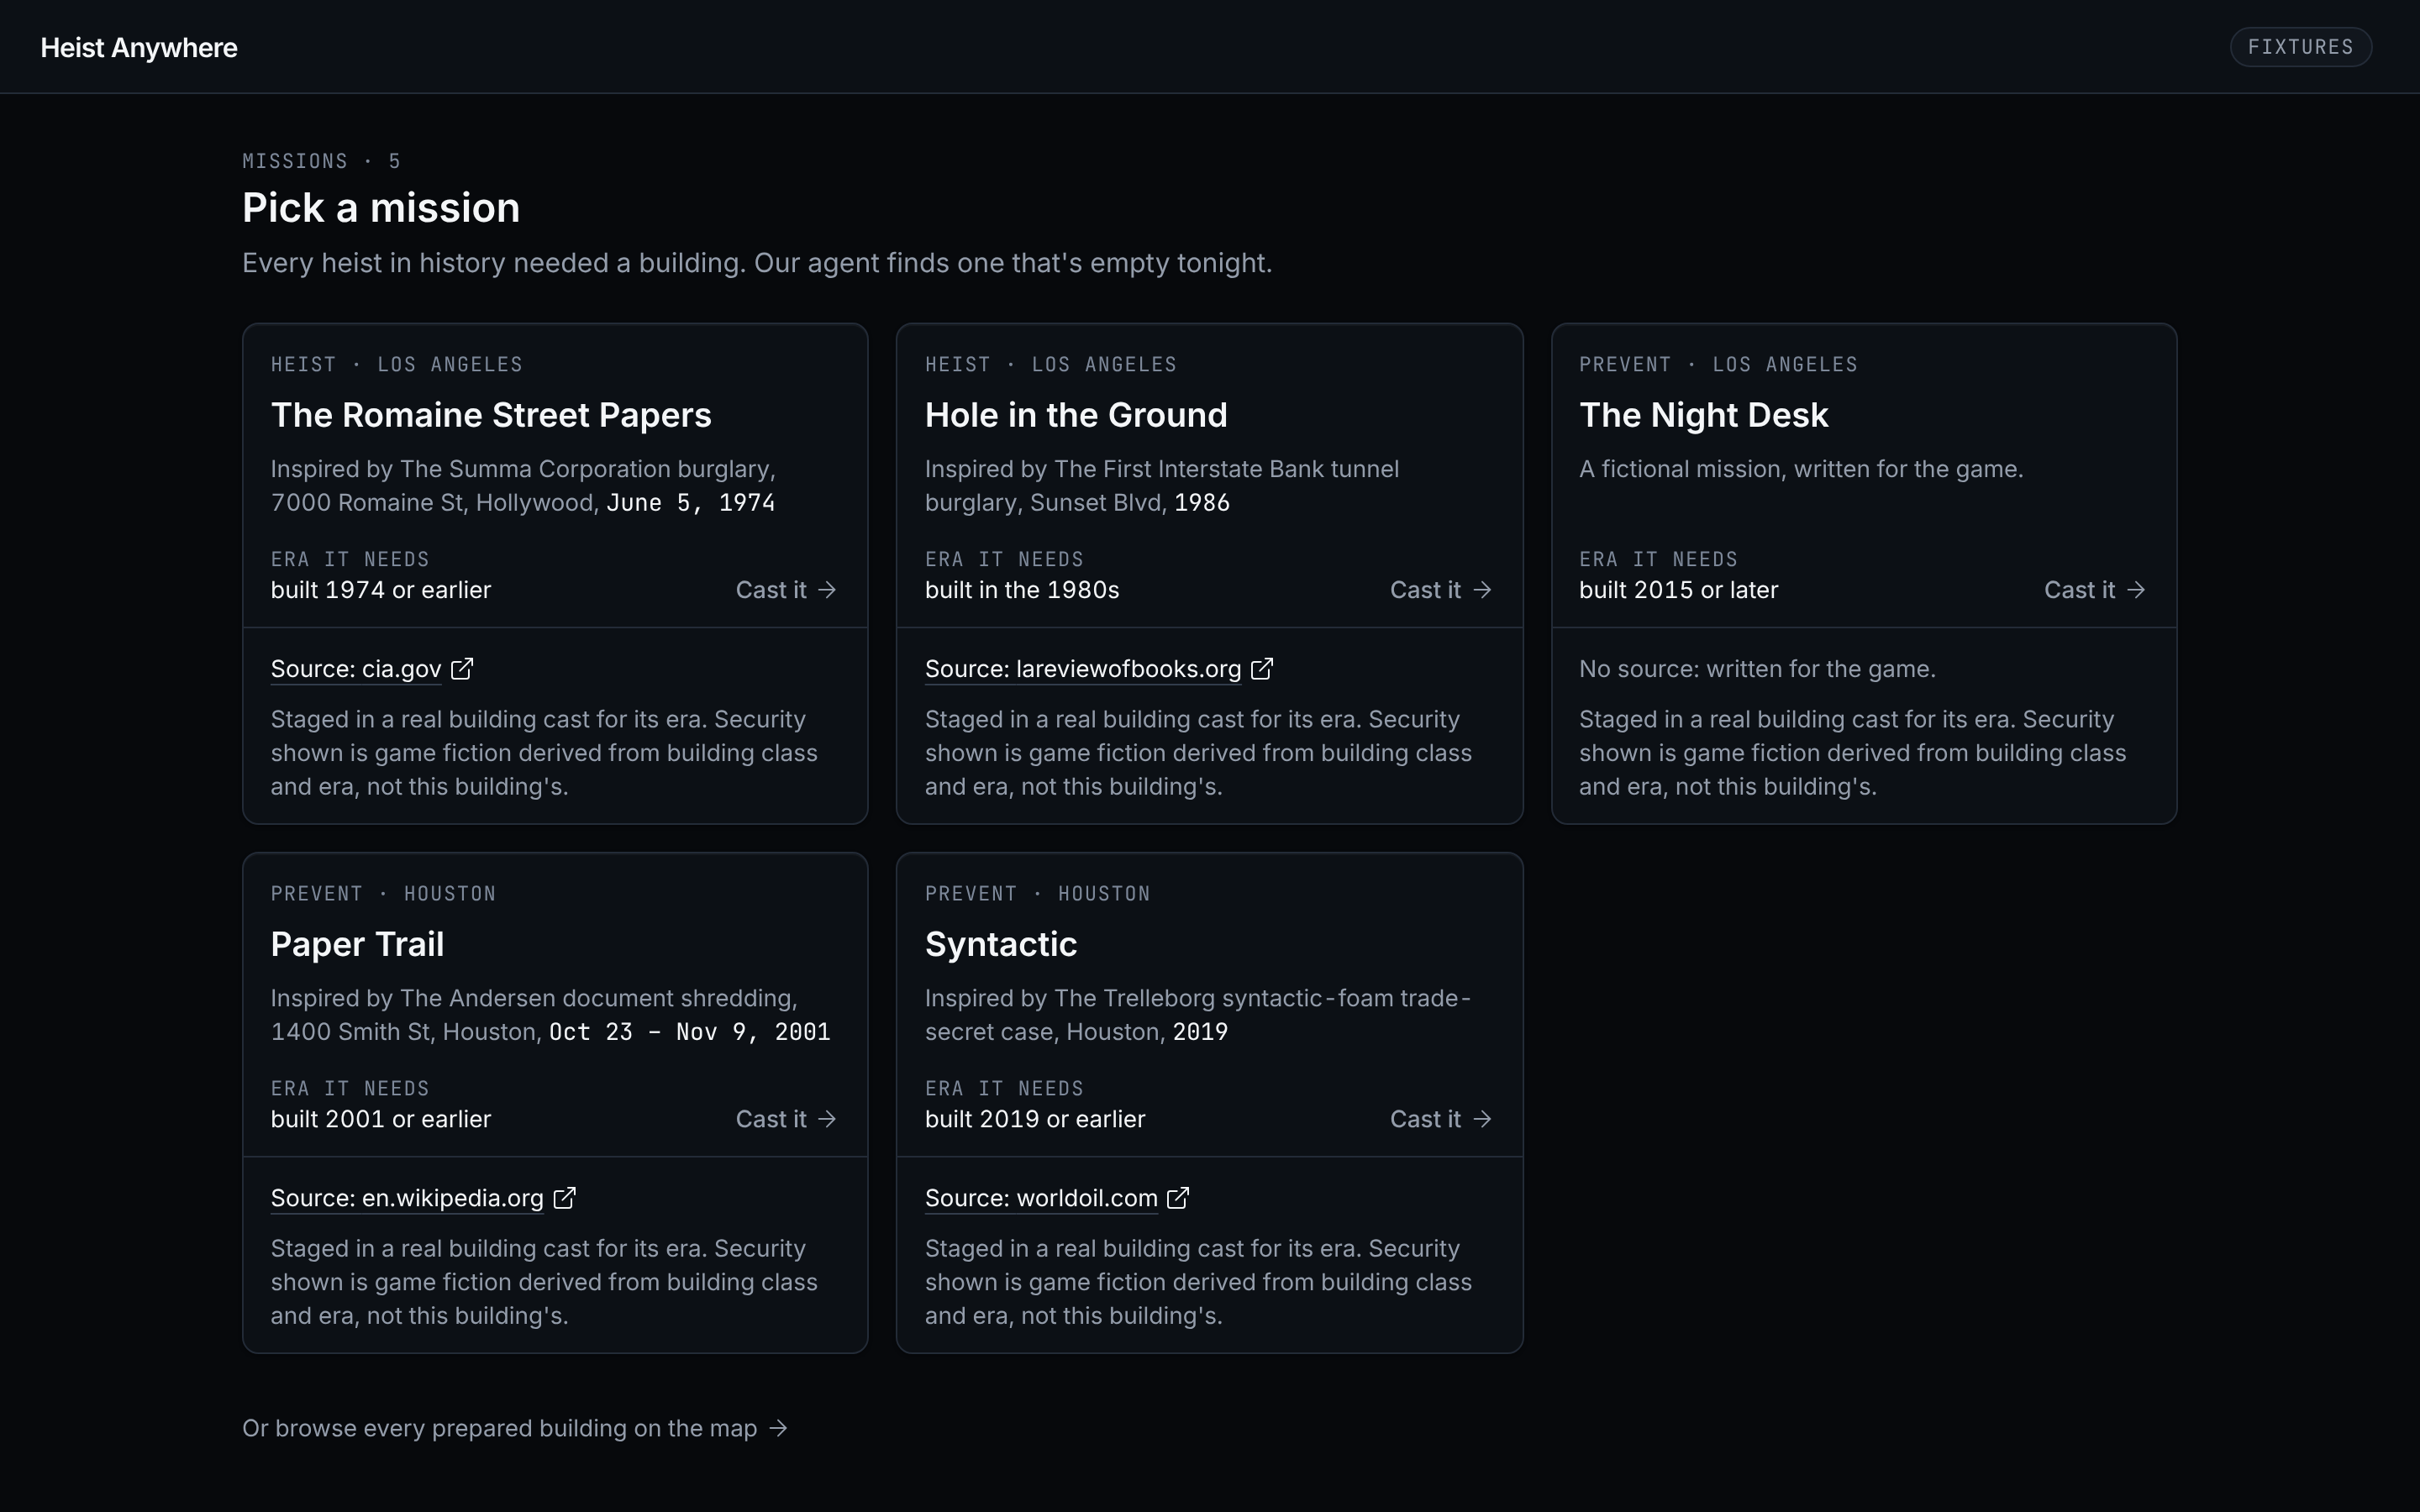 Heist Anywhere
FIXTURES
MISSIONS · 5
Pick a mission
Every heist in history needed a building. Our agent finds one that's empty tonight.
HEIST · LOS ANGELES
The Romaine Street Papers
Inspired by The Summa Corporation burglary,
7000 Romaine St, Hollywood, June 5, 1974
ERA IT NEEDS
built 1974 or earlier
Cast it →
Source: cia.gov
Staged in a real building cast for its era. Security
shown is game fiction derived from building class
and era, not this building's.
HEIST · LOS ANGELES
Hole in the Ground
Inspired by The First Interstate Bank tunnel
burglary, Sunset Blvd, 1986
ERA IT NEEDS
built in the 1980s
Cast it →
Source: lareviewofbooks.org
Staged in a real building cast for its era. Security
shown is game fiction derived from building class
and era, not this building's.
PREVENT · LOS ANGELES
The Night Desk
A fictional mission, written for the game.
ERA IT NEEDS
built 2015 or later
Cast it →
No source: written for the game.
Staged in a real building cast for its era. Security
shown is game fiction derived from building class
and era, not this building's.
PREVENT · HOUSTON
Paper Trail
Inspired by The Andersen document shredding,
1400 Smith St, Houston, Oct 23 – Nov 9, 2001
ERA IT NEEDS
built 2001 or earlier
Cast it →
Source: en.wikipedia.org
Staged in a real building cast for its era. Security
shown is game fiction derived from building class
and era, not this building's.
PREVENT · HOUSTON
Syntactic
Inspired by The Trelleborg syntactic-foam trade-
secret case, Houston, 2019
ERA IT NEEDS
built 2019 or earlier
Cast it →
Source: worldoil.com
Staged in a real building cast for its era. Security
shown is game fiction derived from building class
and era, not this building's.
Or browse every prepared building on the map →